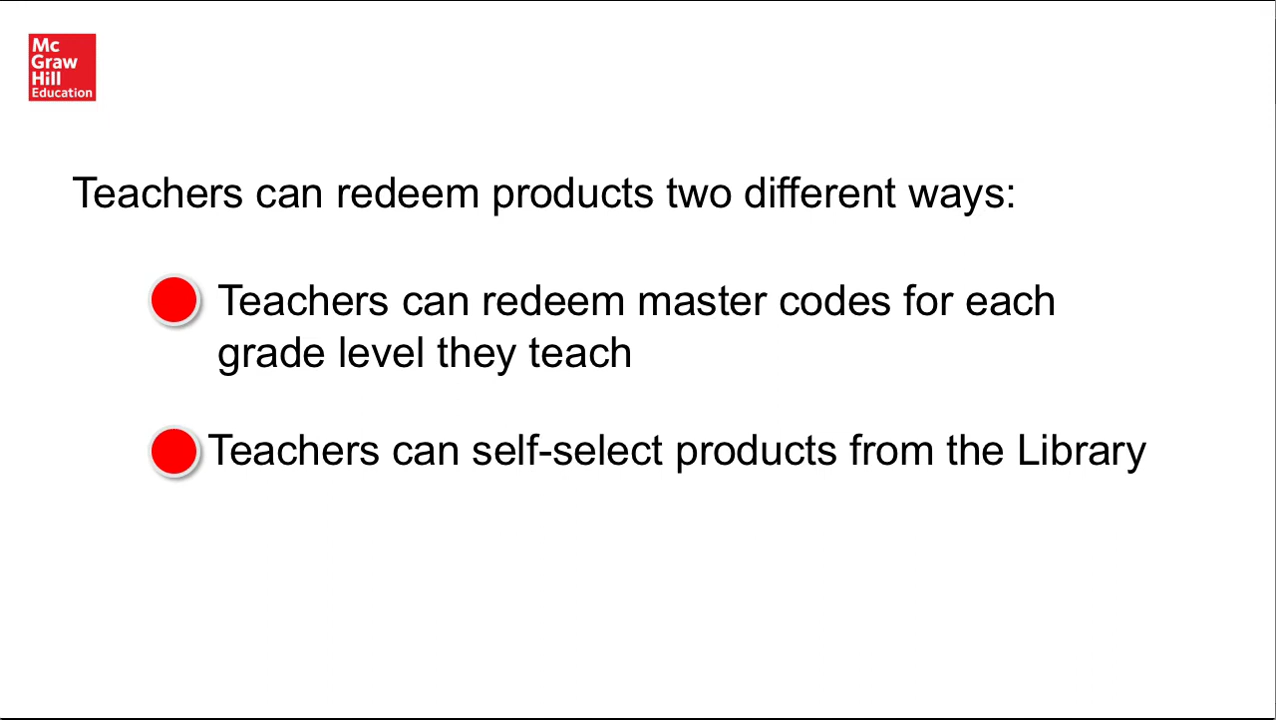 Mc
Graw
Hill
Education
Teachers can redeem products two different ways:
Teachers can redeem master codes for each
grade level they teach
Teachers can self-select products from the Library